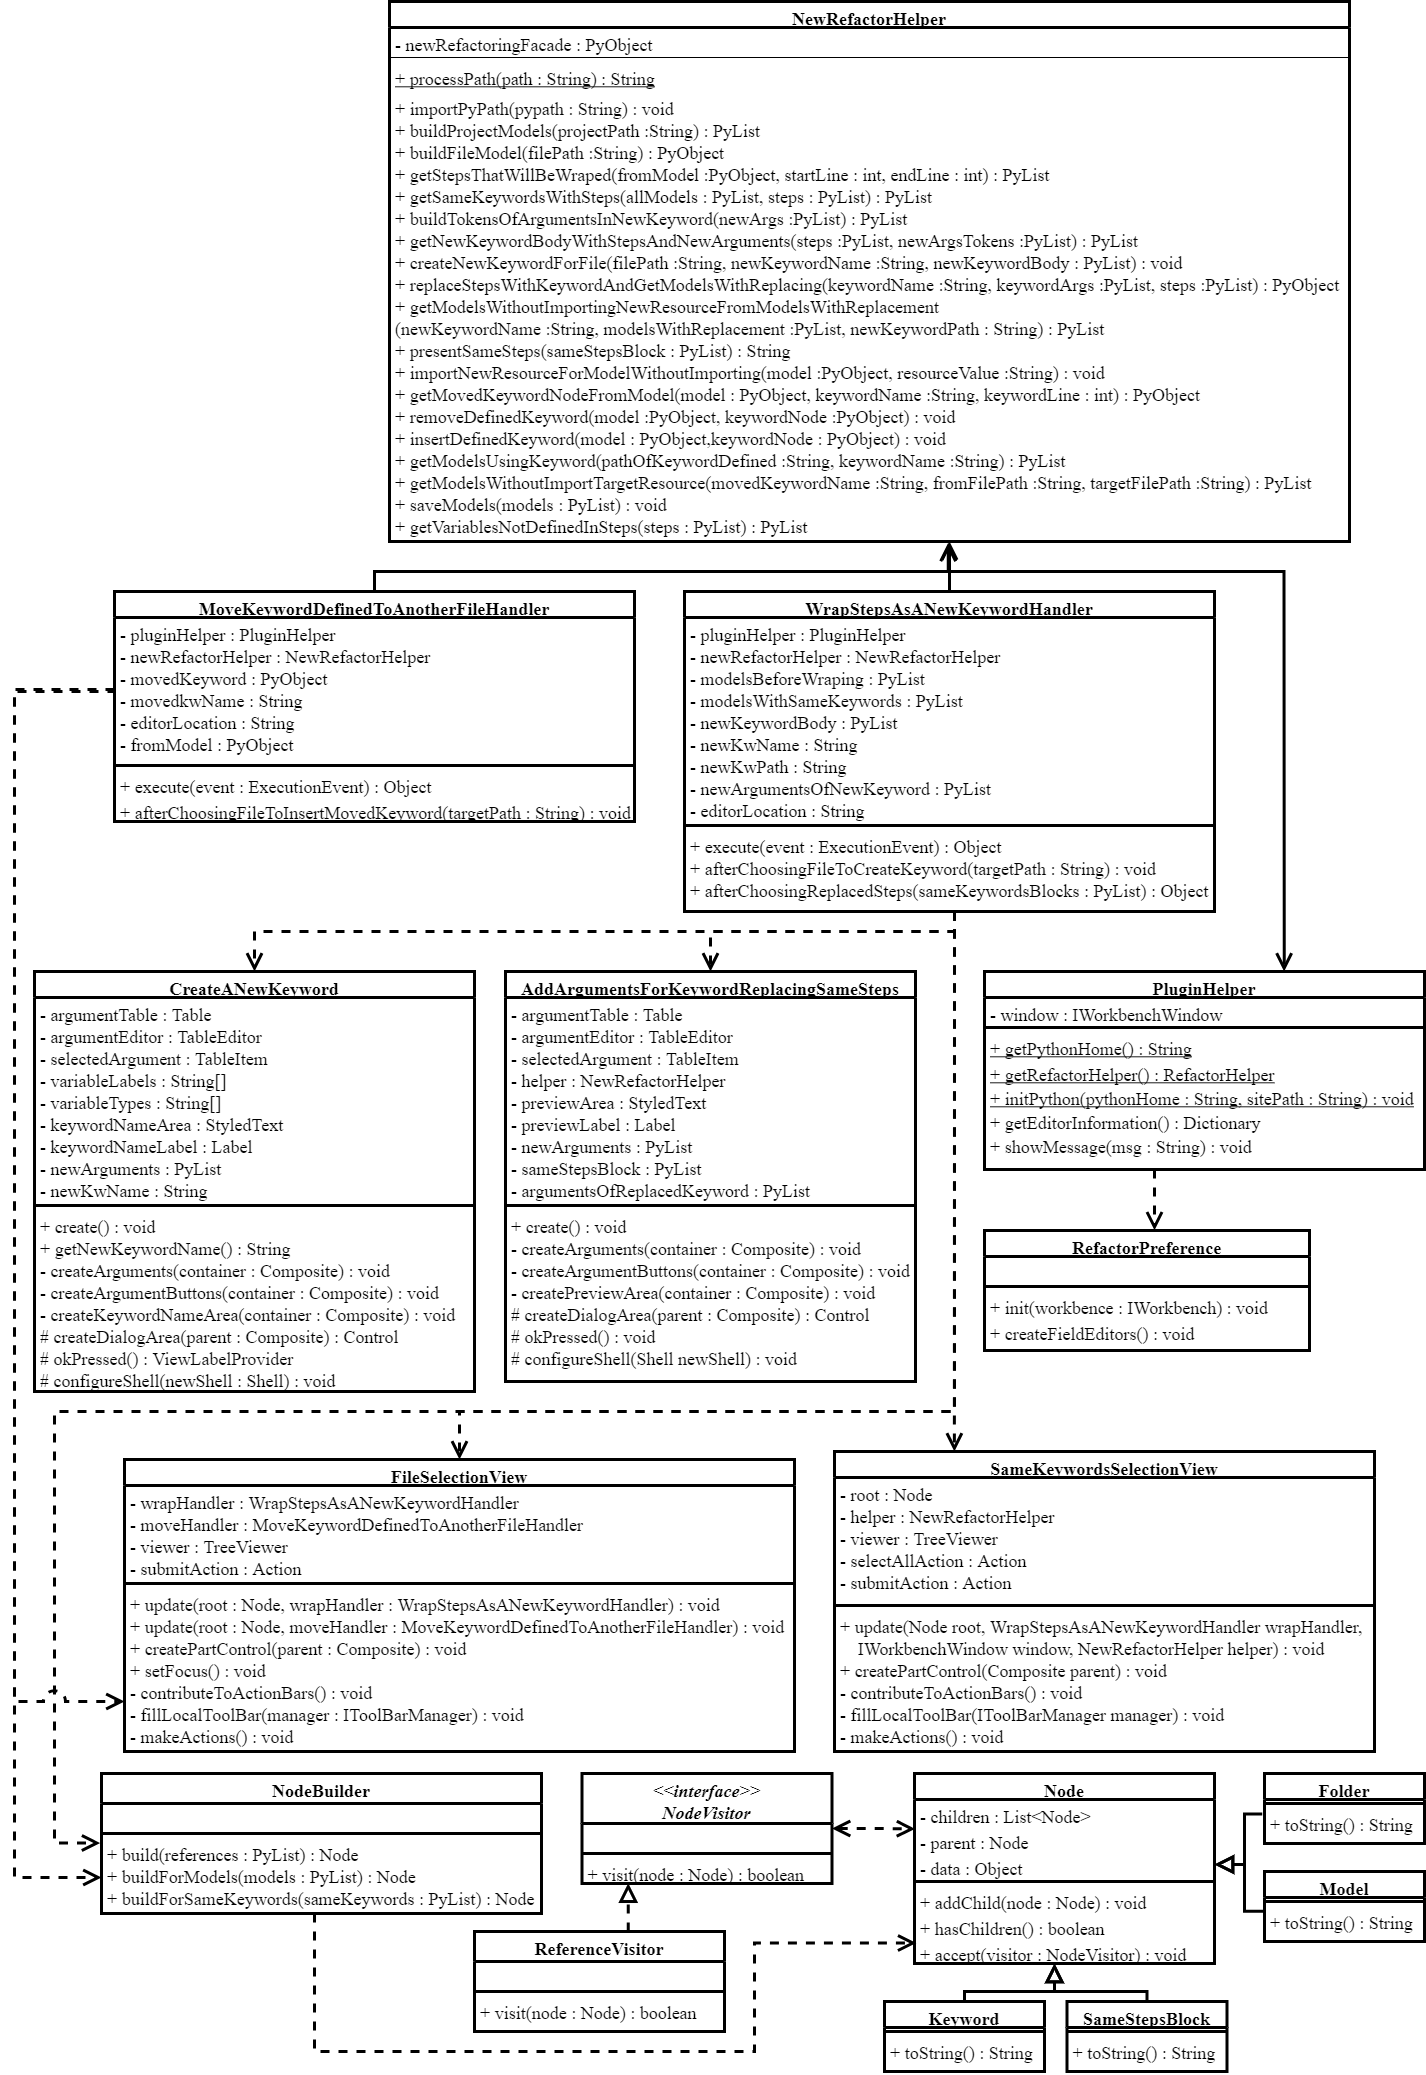 NewRefactorHelper
- newRefactoringFacade : PyObject
+ processPath(path : String) : String
+ importPyPath(pypath : String) : void
+ buildProjectModels(projectPath :String) : PyList
+ buildFileModel(filePath :String) : PyObject
+ getStepsThatWillBeWraped(fromModel :PyObject, startLine : int, endLine : int) : PyList
+ getSameKeywordsWithSteps(allModels : PyList, steps : PyList) : PyList
+ buildTokensOfArgumentsInNewKeyword(newArgs :PyList) : PyList
+ getNewKeywordBodyWithStepsAndNewArguments(steps :PyList, newArgsTokens :PyList) : PyList
+ createNewKeywordForFile(filePath :String, newKeywordName :String, newKeywordBody : PyList) : void
+ replaceStepsWithKeywordAndGetModelsWithReplacing(keywordName :String, keywordArgs :PyList, steps :PyList) : PyObject
+ getModelsWithoutImportingNewResourceFromModelsWithReplacement
(newKeywordName :String, modelsWithReplacement :PyList, newKeywordPath : String) : PyList
+ presentSameSteps(sameStepsBlock : PyList) : String
+ importNewResourceForModelWithoutImporting(model :PyObject, resourceValue :String) : void
+ getMovedKeywordNodeFromModel(model : PyObject, keywordName :String, keywordLine : int) : PyObject
+ removeDefinedKeyword(model :PyObject, keywordNode :PyObject) : void
+ insertDefinedKeyword(model : PyObject,keywordNode : PyObject) : void
+ getModelsUsingKeyword(pathOfKeywordDefined :String, keywordName :String) : PyList
+ getModelsWithoutImportTargetResource(movedKeywordName :String, fromFilePath :String, targetFilePath :String) : PyList
+ saveModels(models : PyList) : void
+ getVariablesNotDefinedInSteps(steps : PyList) : PyList
MoveKeywordDefinedToAnotherFileHandler
- pluginHelper : PluginHelper
- newRefactorHelper : NewRefactorHelper
- movedKeyword : PyObject
- movedkwName : String
- editorLocation : String
- fromModel : PyObject
+ execute(event : ExecutionEvent) : Object
+ afterChoosingFileToInsertMovedKeyword(targetPath : String) : void
WrapStepsAsANewKeywordHandler
- pluginHelper : PluginHelper
- newRefactorHelper : NewRefactorHelper
- modelsBeforeWraping : PyList
- modelsWithSameKeywords : PyList
- newKeywordBody : PyList
- newKwName : String
- newKwPath : String
- newArgumentsOfNewKeyword : PyList
- editorLocation : String
+ execute(event : ExecutionEvent) : Object
+ afterChoosingFileToCreateKeyword(targetPath : String) : void
+ afterChoosingReplacedSteps(sameKeywordsBlocks : PyList) : Object
CreateANewKeyword
- argumentTable : Table
- argumentEditor : TableEditor
- selectedArgument : TableItem
- variableLabels : String[]
- variableTypes : String[]
- keywordNameArea : StyledText
- keywordNameLabel : Label
- newArguments : PyList
- newKwName : String
+ create() : void
+ getNewKeywordName() : String
- createArguments(container : Composite) : void
- createArgumentButtons(container : Composite) : void
- createKeywordNameArea(container : Composite) : void
# createDialogArea(parent : Composite) : Control
# okPressed() : ViewLabelProvider
# configureShell(newShell : Shell) : void
AddArgumentsForKeywordReplacingSameSteps
- argumentTable : Table
- argumentEditor : TableEditor
- selectedArgument : TableItem
- helper : NewRefactorHelper
- previewArea : StyledText
- previewLabel : Label
- newArguments : PyList
- sameStepsBlock : PyList
- argumentsOfReplacedKeyword : PyList
+ create() : void
- createArguments(container : Composite) : void
- createArgumentButtons(container : Composite) : void
- createPreviewArea(container : Composite) : void
# createDialogArea(parent : Composite) : Control
# okPressed() : void
# configureShell(Shell newShell) : void
PluginHelper
- window : IWorkbenchWindow
+ getPythonHome() : String
+ getRefactorHelper() : RefactorHelper
+ initPython(pythonHome : String, sitePath : String) : void
+ getEditorInformation() : Dictionary
+ showMessage(msg : String) : void
RefactorPreference
+ init(workbence : IWorkbench) : void
+ createFieldEditors() : void
FileSelectionView
- wrapHandler : WrapStepsAsANewKeywordHandler
- moveHandler : MoveKeywordDefinedToAnotherFileHandler
- viewer : TreeViewer
- submitAction : Action
+ update(root : Node, wrapHandler : WrapStepsAsANewKeywordHandler) : void
+ update(root : Node, moveHandler : MoveKeywordDefinedToAnotherFileHandler) : void
+ createPartControl(parent : Composite) : void
+ setFocus() : void
- contributeToActionBars() : void
- fillLocalToolBar(manager : IToolBarManager) : void
- makeActions() : void
SameKeywordsSelectionView
- root : Node
- helper : NewRefactorHelper
- viewer : TreeViewer
- selectAllAction : Action
- submitAction : Action
+ update(Node root, WrapStepsAsANewKeywordHandler wrapHandler,
IWorkbenchWindow window, NewRefactorHelper helper) : void
+ createPartControl(Composite parent) : void
- contributeToActionBars() : void
- fillLocalToolBar(IToolBarManager manager) : void
- makeActions() : void
NodeBuilder
+ build(references : PyList) : Node
+ buildForModels(models : PyList) : Node
+ buildForSameKeywords(sameKeywords : PyList) : Node
<<interface>>
NodeVisitor
+ visit(node : Node) : boolean
Node
- children : List<Node>
- parent : Node
- data : Object
+ addChild(node : Node) : void
+ hasChildren() : boolean
+ accept(visitor : NodeVisitor) : void
Folder
+ toString() : String
Model
+ toString() : String
ReferenceVisitor
+ visit(node : Node) : boolean
Keyword
+ toString() : String
SameStepsBlock
+ toString() : String